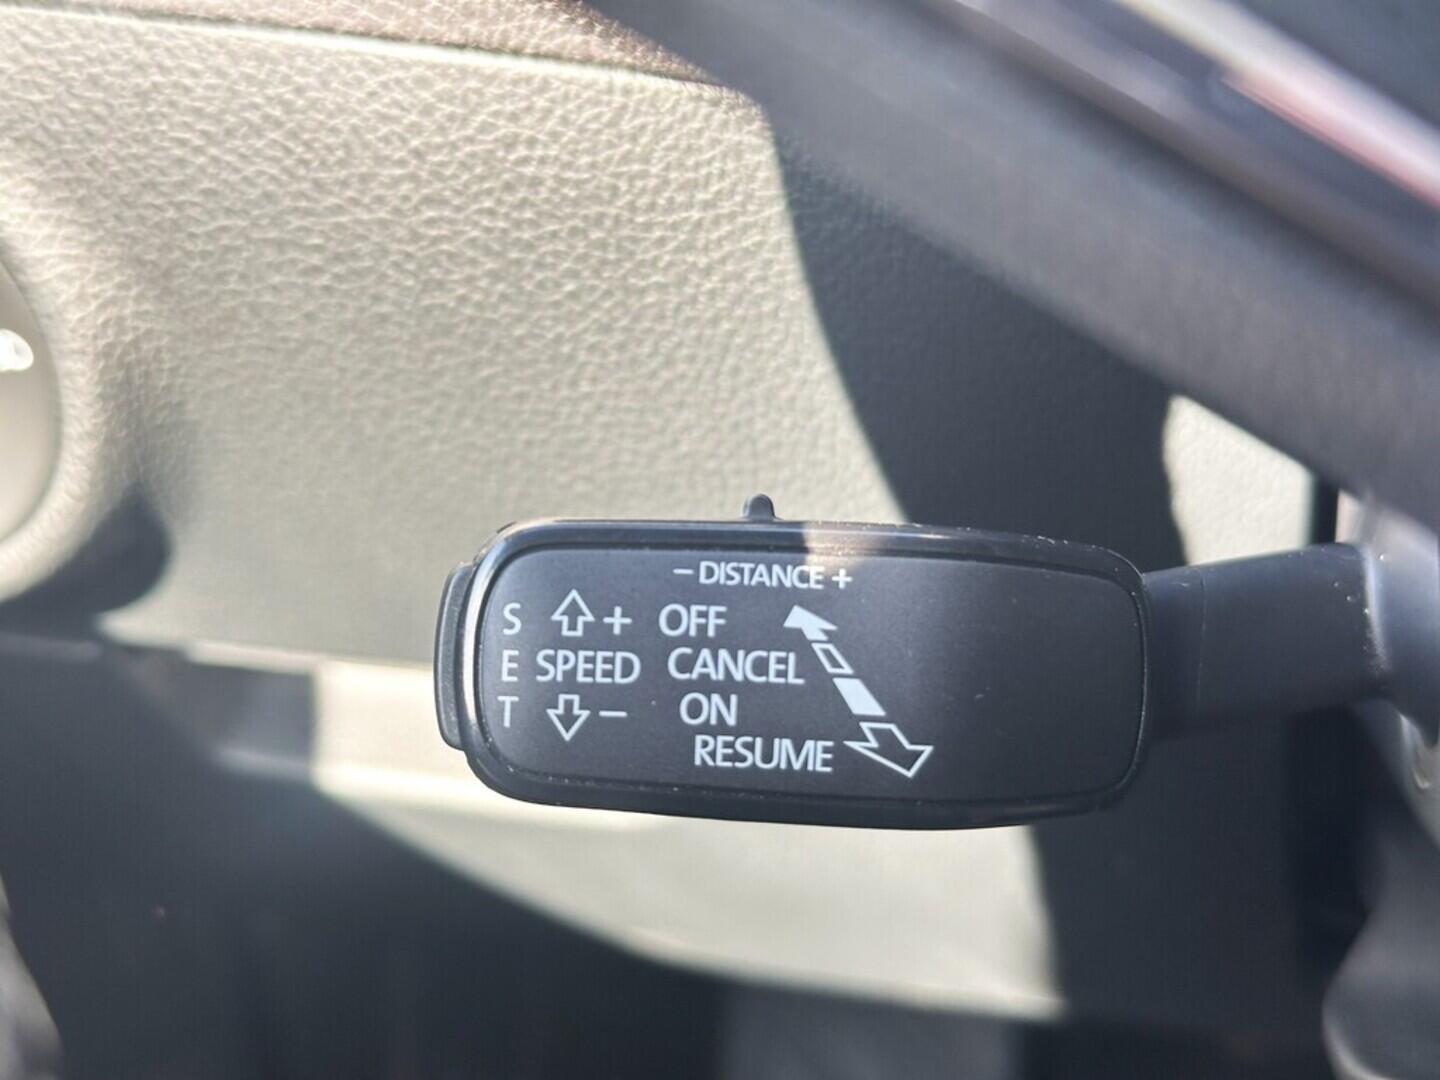 − DISTANCE +
S + OFF
E SPEED CANCEL
T − ON
RESUME